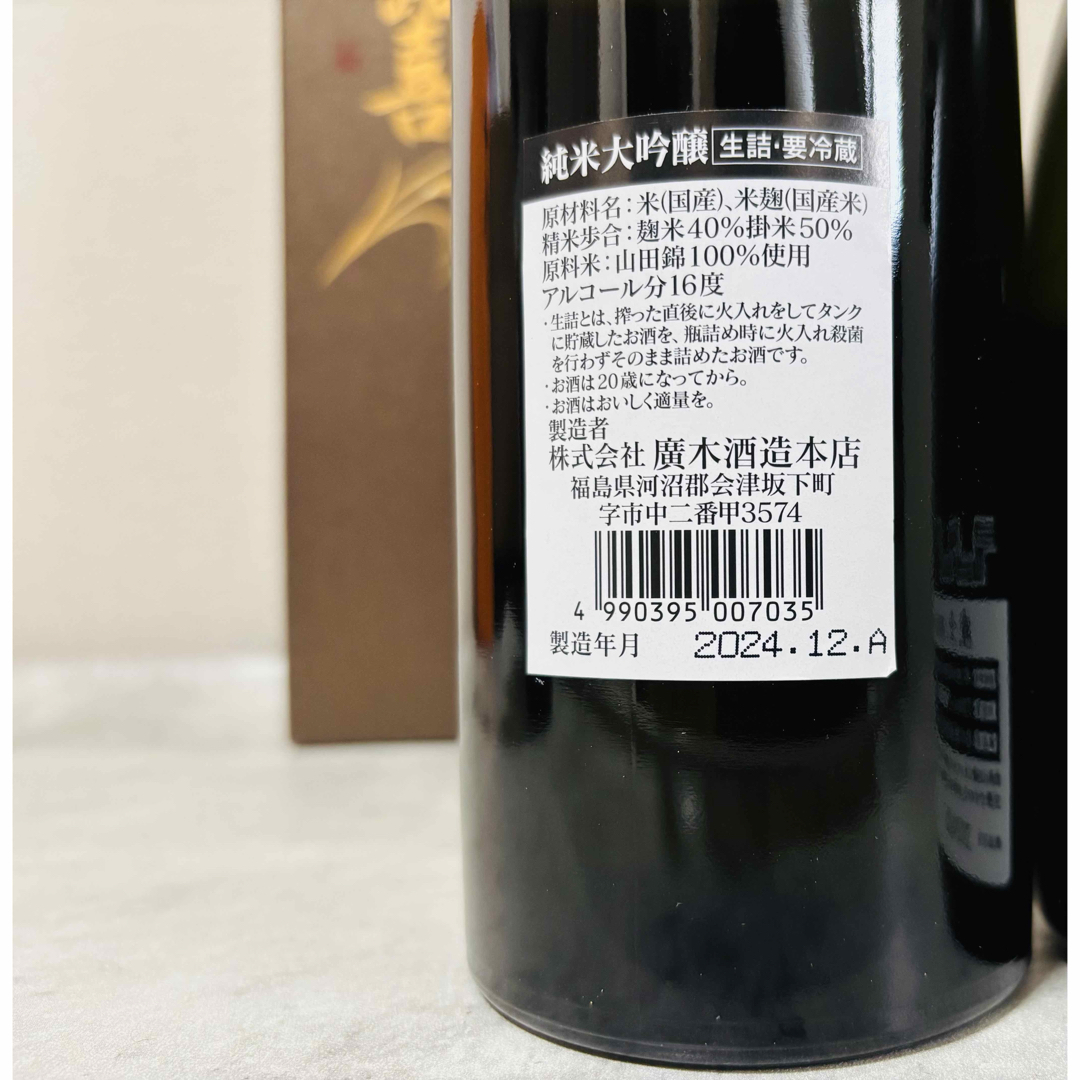 喜
純米大吟醸 生詰・要冷蔵
原材料名：米(国産)、米麹(国産米)
精米歩合：麹米40%掛米50%
原料米：山田錦100%使用
アルコール分16度
・生詰とは、搾った直後に火入れをしてタンク
に貯蔵したお酒を、瓶詰め時に火入れ殺菌
を行わずそのまま詰めたお酒です。
・お酒は20歳になってから。
・お酒はおいしく適量を。
製造者
株式会社 廣木酒造本店
福島県河沼郡会津坂下町
字市中二番甲3574
4 990395 007035
製造年月 2024.12.A